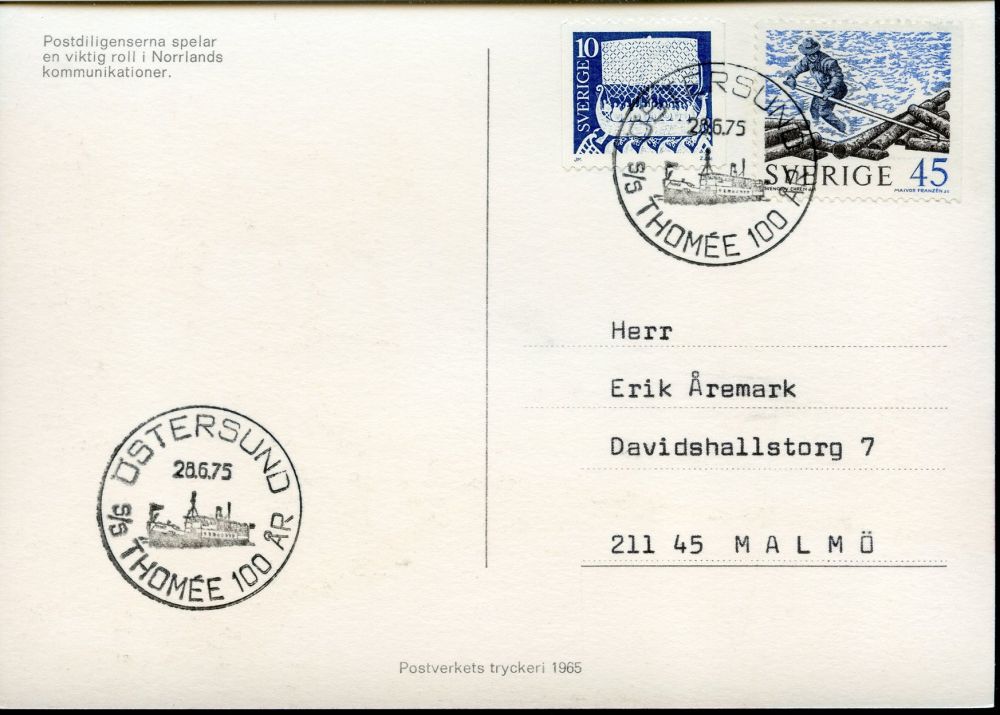 Postdiligenserna spelar
en viktig roll i Norrlands
kommunikationer.
10
SVERIGE
SVERIGE 45
MAJVOR FRANZÉN SC
ÖSTERSUND
28.6.75
S/S THOMÉE 100 ÅR
Herr
Erik Åremark
Davidshallstorg 7
211 45 MALMÖ
ÖSTERSUND
28.6.75
S/S THOMÉE 100 ÅR
Postverkets tryckeri 1965